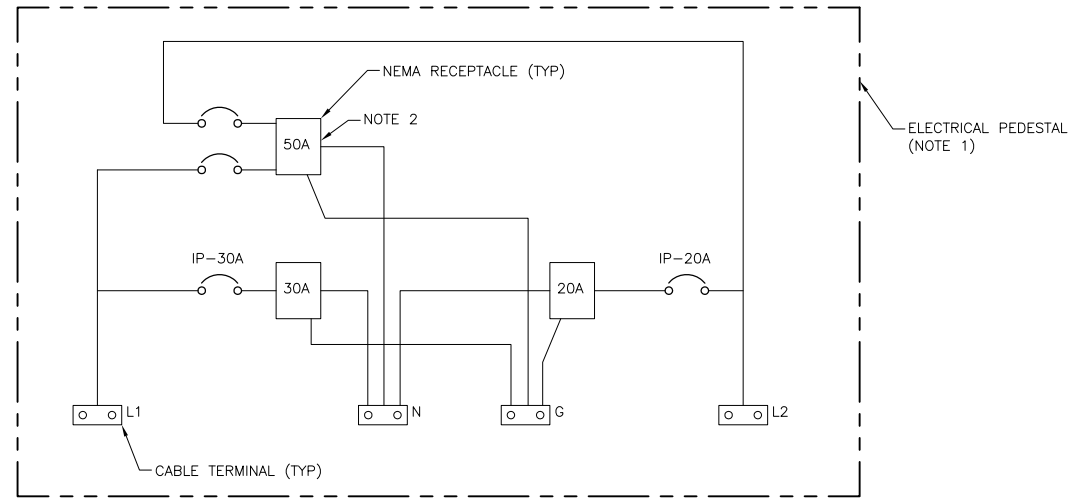 NEMA RECEPTACLE (TYP)
NOTE 2
50A
ELECTRICAL PEDESTAL
(NOTE 1)
IP-30A
30A
IP-20A
20A
L1
N
G
L2
CABLE TERMINAL (TYP)